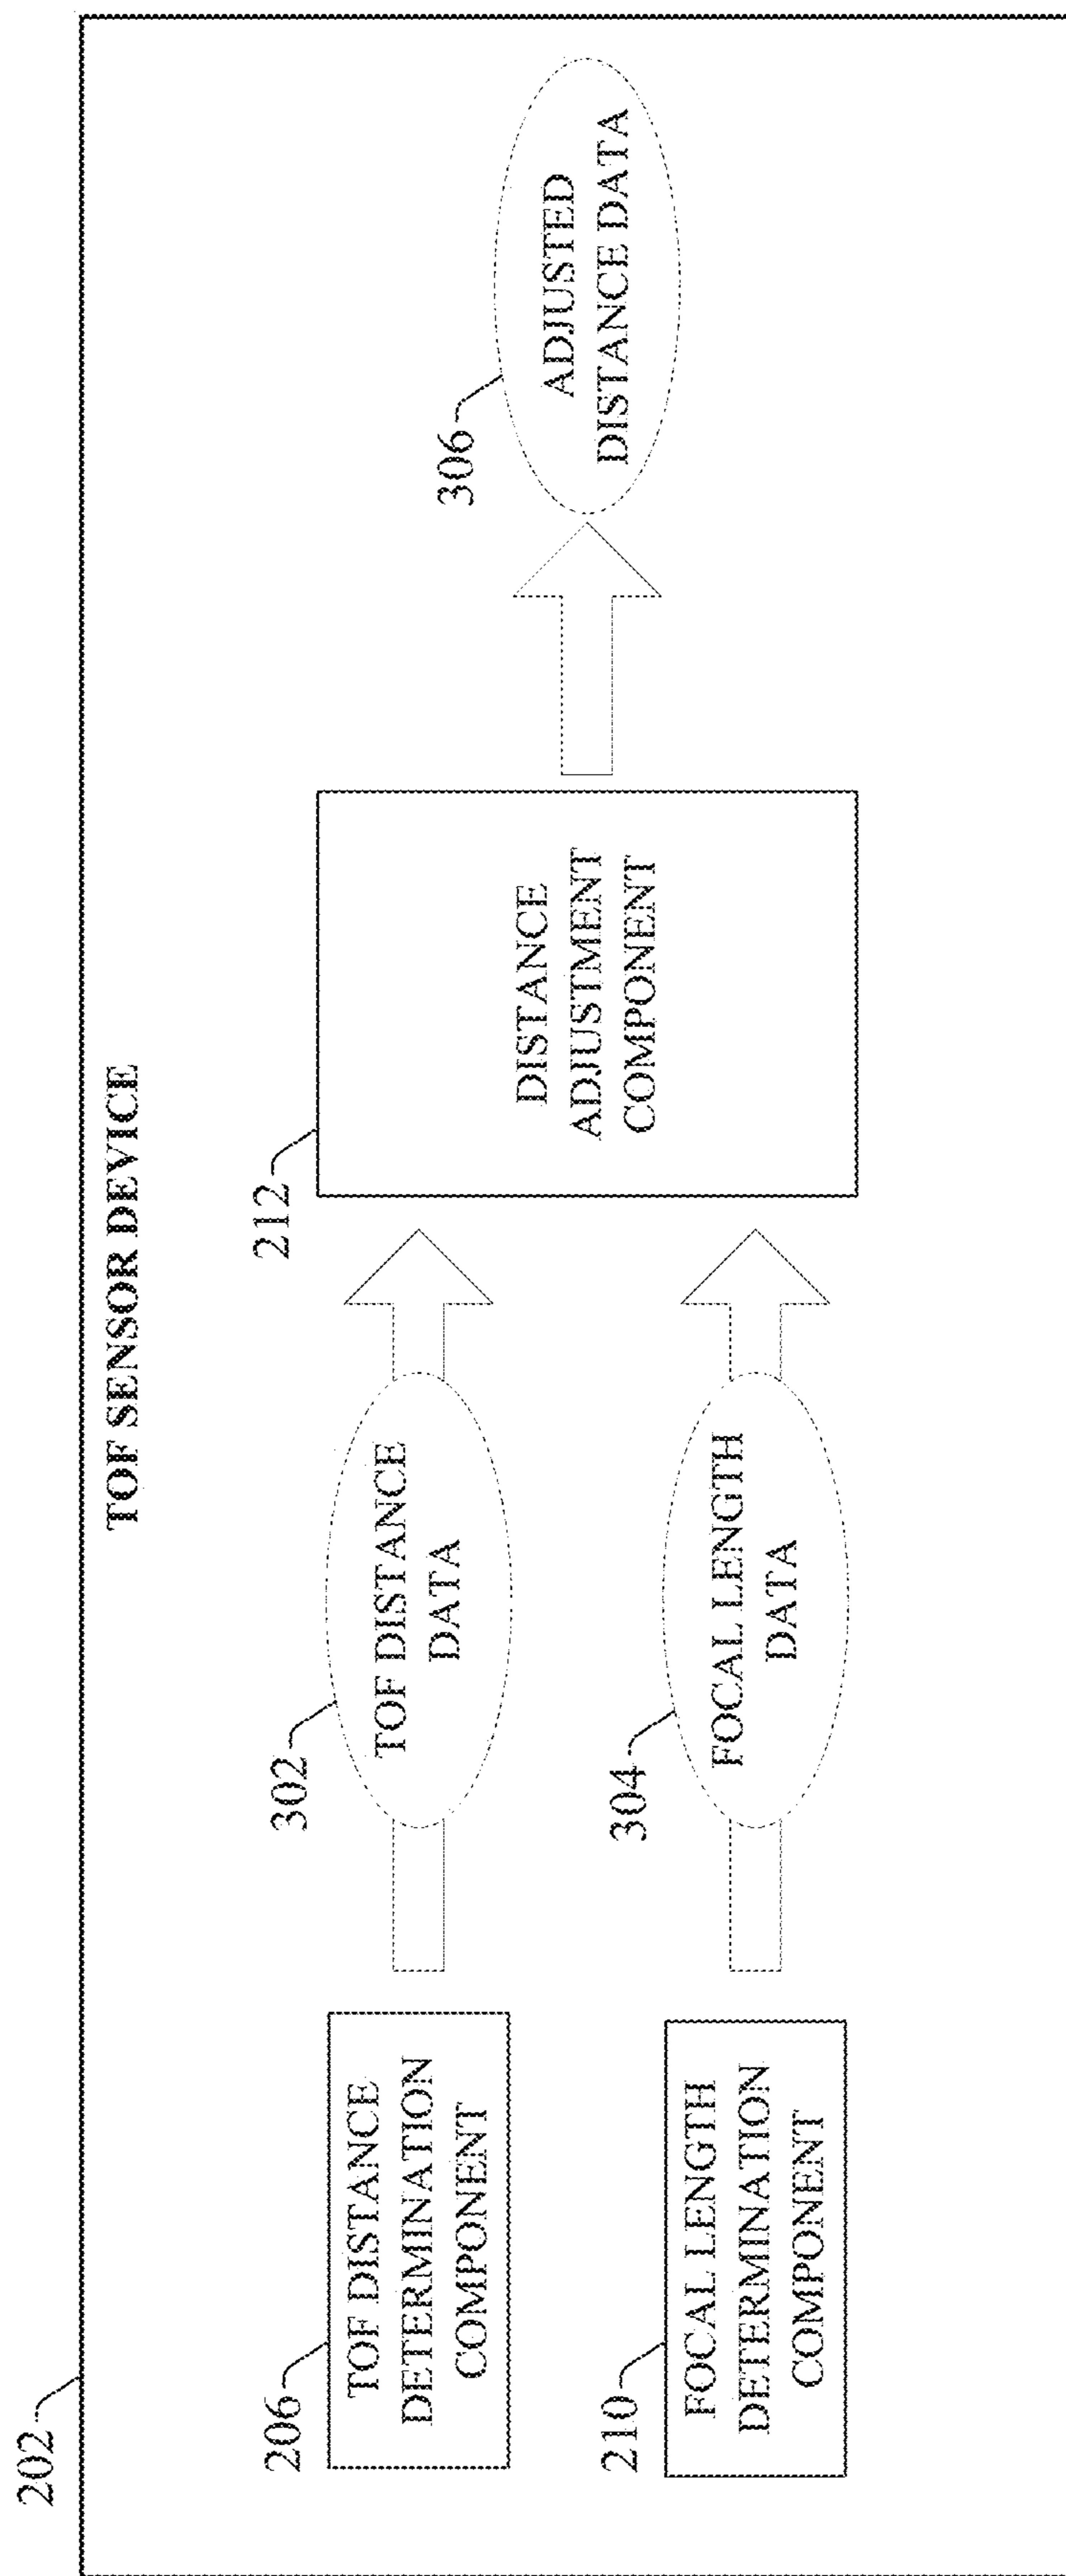 202
TOF SENSOR DEVICE
206
TOF DISTANCE
DETERMINATION
COMPONENT
302
TOF DISTANCE
DATA
210
FOCAL LENGTH
DETERMINATION
COMPONENT
304
FOCAL LENGTH
DATA
212
DISTANCE
ADJUSTMENT
COMPONENT
306
ADJUSTED
DISTANCE DATA